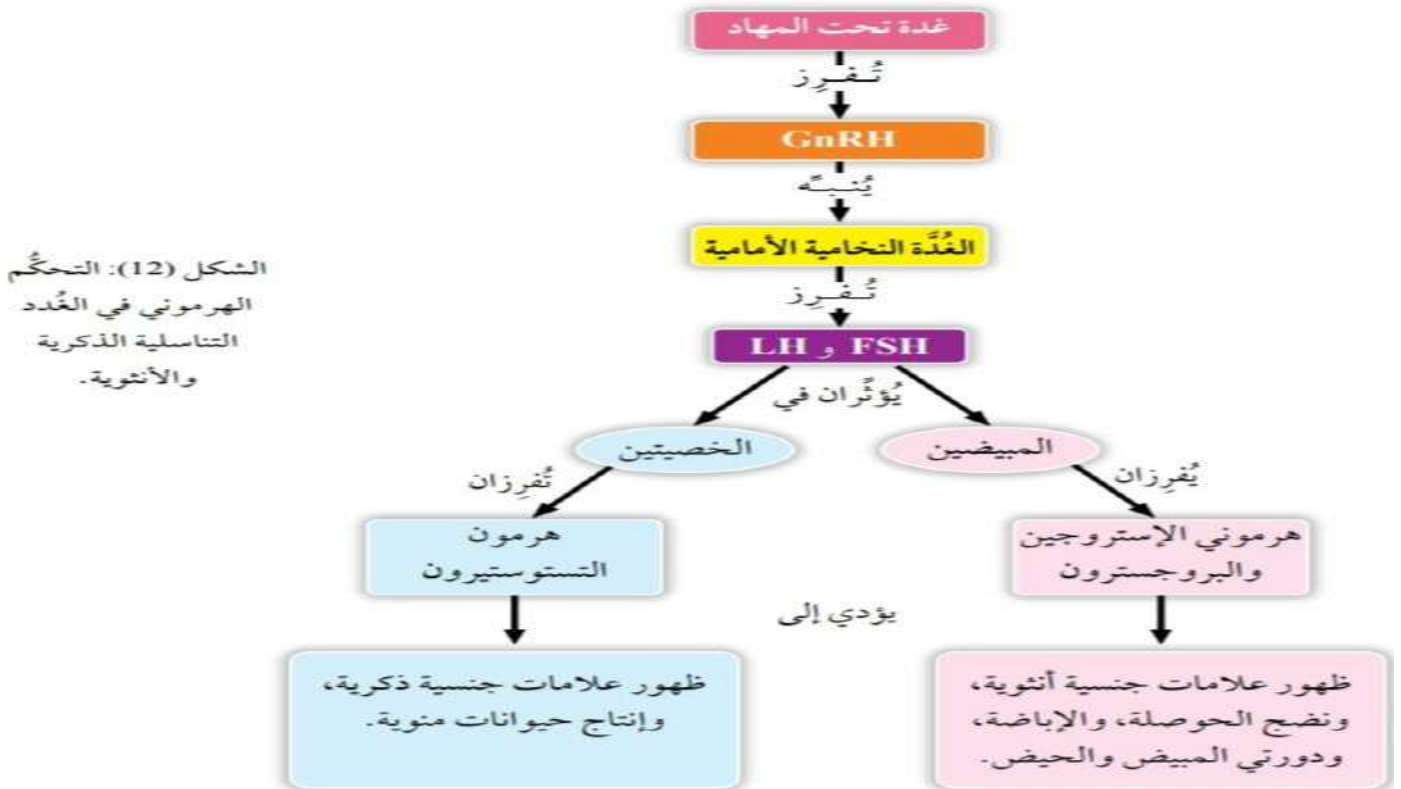 غدة تحت المهاد
تُفرِز
GnRH
يُنبِّه
الغُدَّة النخامية الأمامية
تُفرِز
FSH و LH
يُؤثِّران في
المبيضين
الخصيتين
يُفرِزان
تُفرِزان
هرموني الإستروجين
والبروجسترون
هرمون
التستوستيرون
يؤدي إلى
ظهور علامات جنسية أنثوية،
ونضج الحوصلة، والإباضة،
ودورتي المبيض والحيض.
ظهور علامات جنسية ذكرية،
وإنتاج حيوانات منوية.
الشكل (12): التحكُّم
الهرموني في الغُدد
التناسلية الذكرية
والأنثوية.